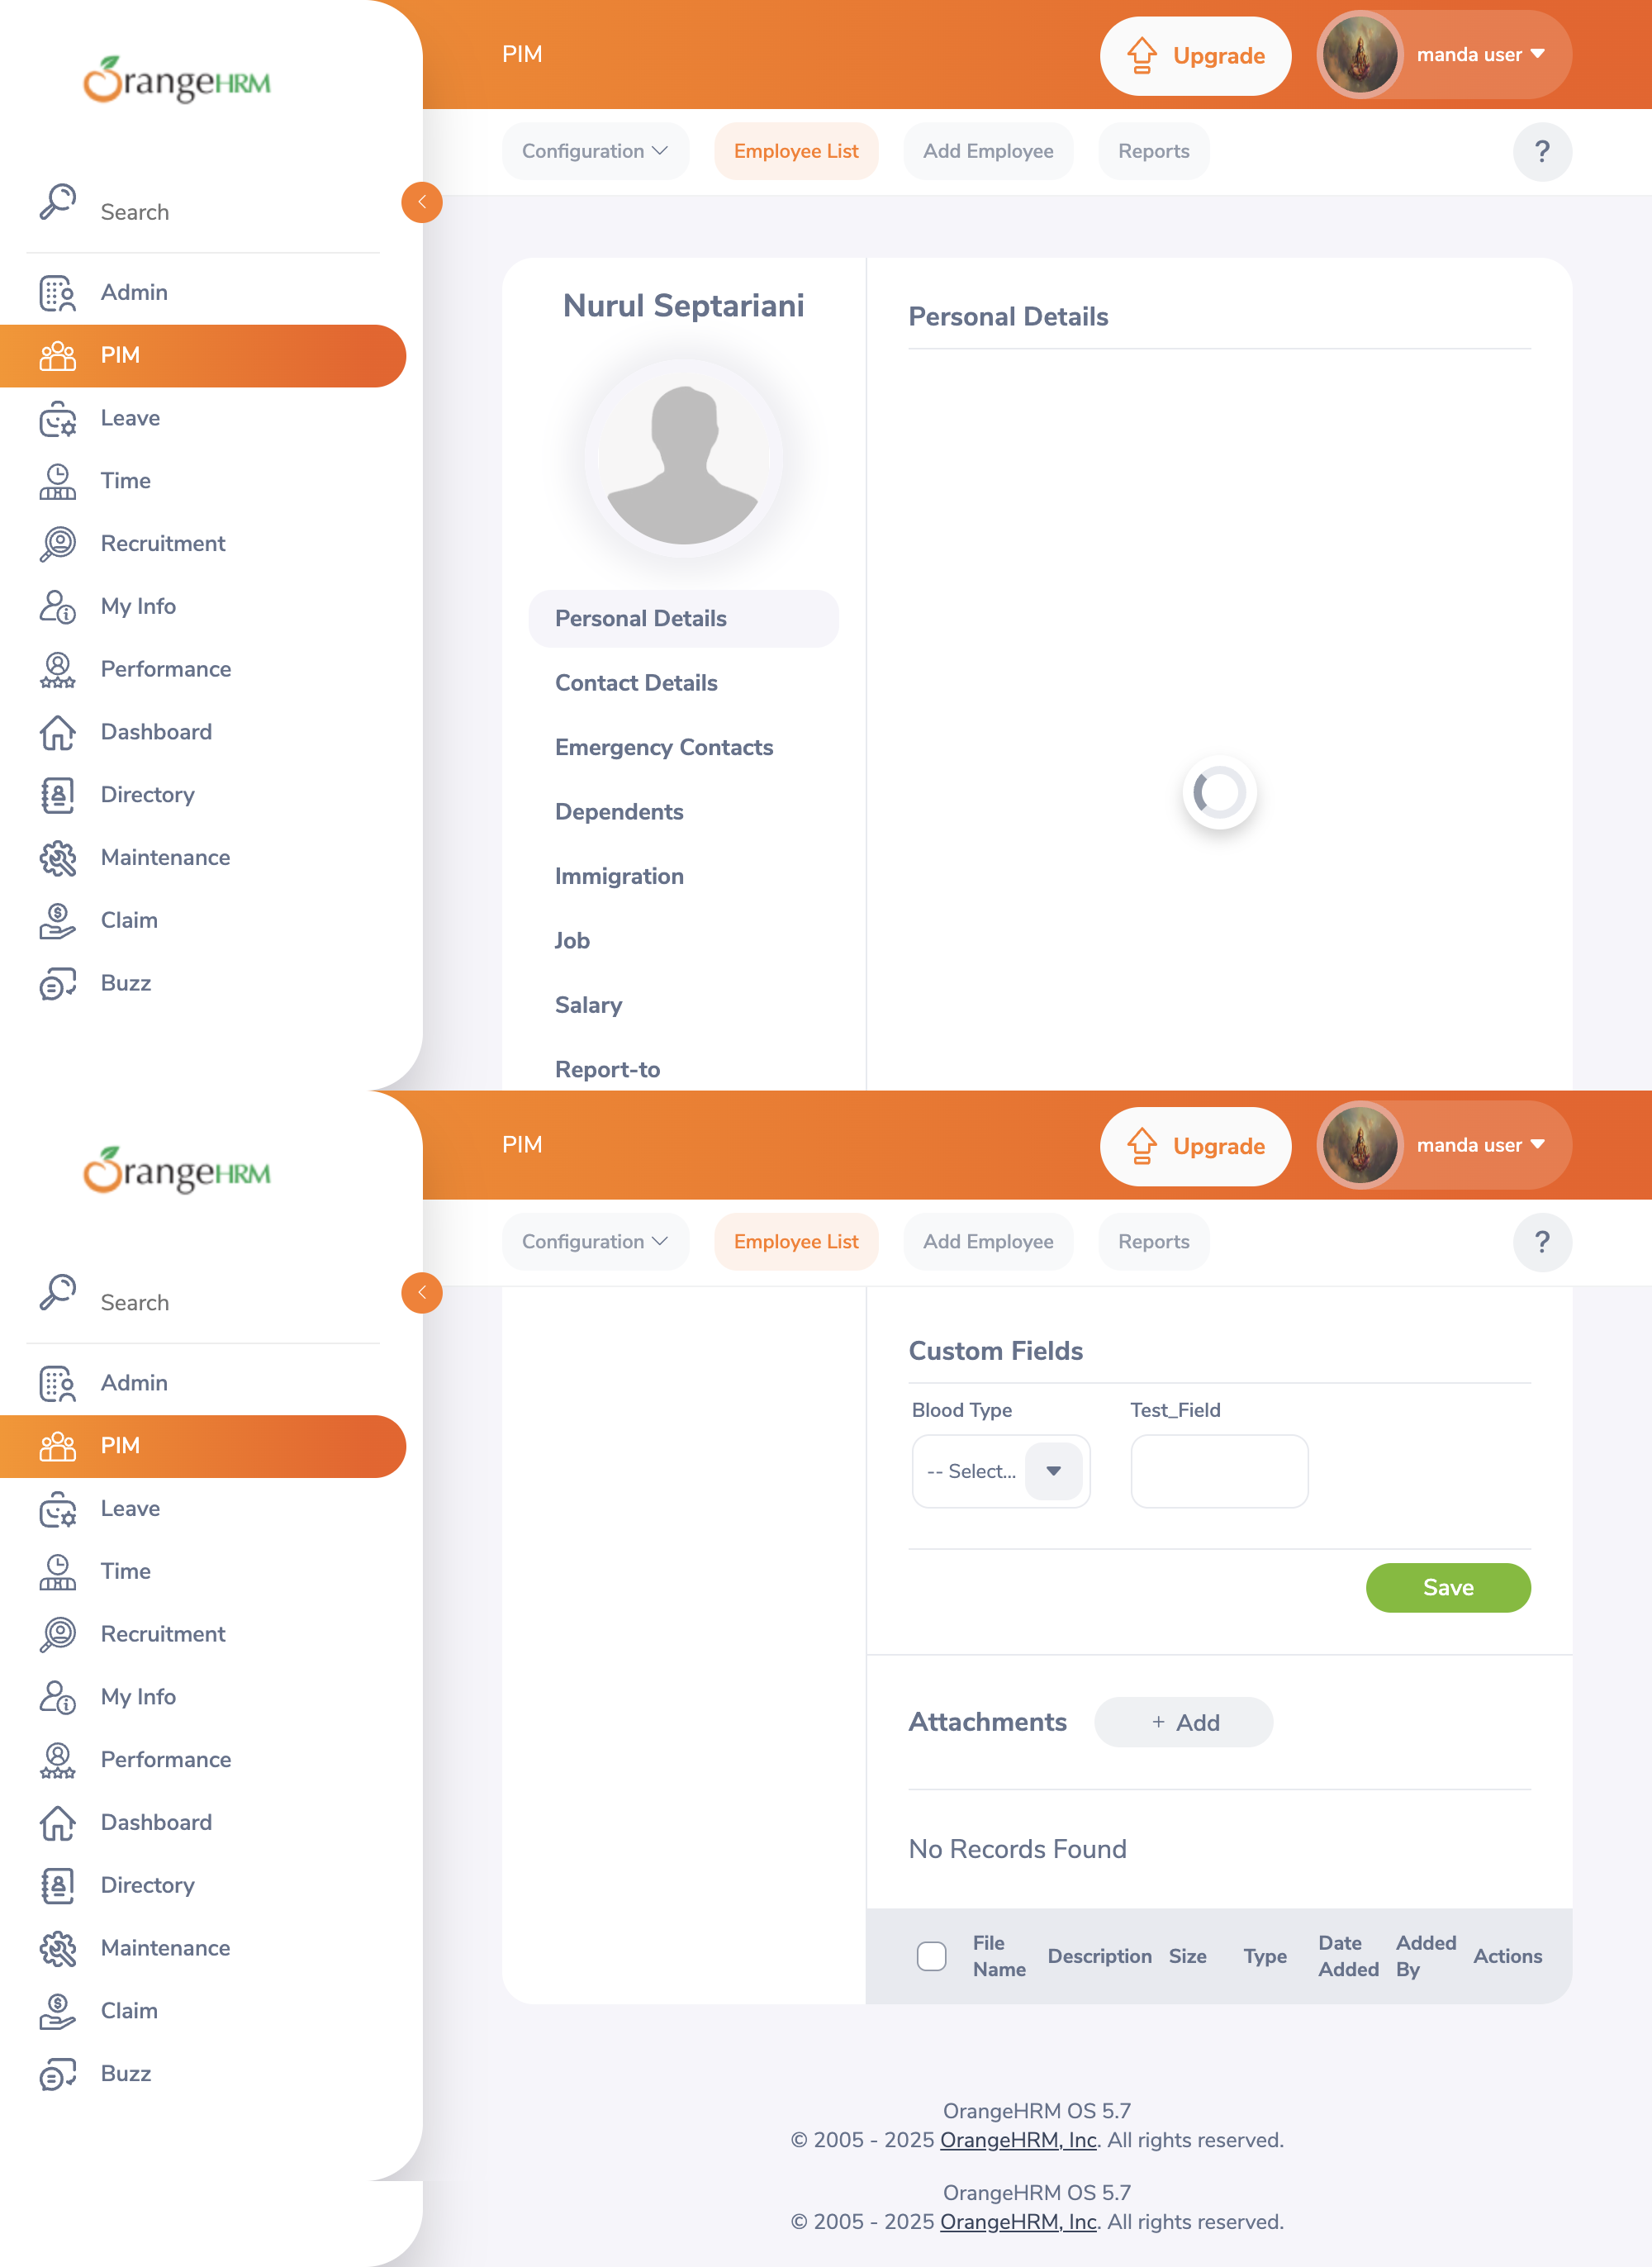 OrangeHRM
PIM
Upgrade
manda user
Configuration
Employee List
Add Employee
Reports
?
Search
Admin
PIM
Leave
Time
Recruitment
My Info
Performance
Dashboard
Directory
Maintenance
Claim
Buzz
Nurul Septariani
Personal Details
Contact Details
Emergency Contacts
Dependents
Immigration
Job
Salary
Report-to
Personal Details
OrangeHRM
PIM
Upgrade
manda user
Configuration
Employee List
Add Employee
Reports
?
Search
Admin
PIM
Leave
Time
Recruitment
My Info
Performance
Dashboard
Directory
Maintenance
Claim
Buzz
Custom Fields
Blood Type
Test_Field
-- Select...
Save
Attachments
+ Add
No Records Found
File Name
Description
Size
Type
Date Added
Added By
Actions
OrangeHRM OS 5.7
© 2005 - 2025 OrangeHRM, Inc. All rights reserved.
OrangeHRM OS 5.7
© 2005 - 2025 OrangeHRM, Inc. All rights reserved.